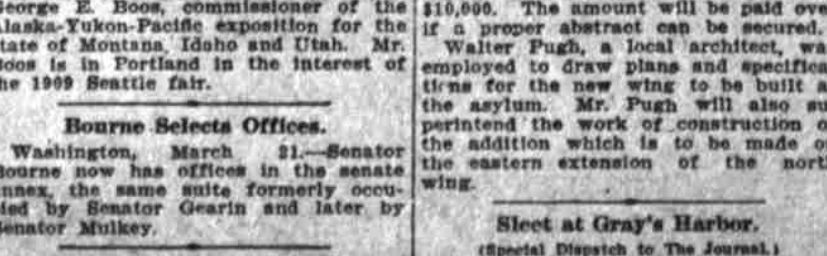 George E. Boos, commissioner of the
Alaska-Yukon-Pacific exposition for the
state of Montana, Idaho and Utah. Mr.
Boos is in Portland in the interest of
the 1909 Seattle fair.
Bourne Selects Offices.
Washington, March 21.—Senator
Bourne now has offices in the senate
annex, the same suite formerly occu-
pied by Senator Gearin and later by
Senator Mulkey.
$10,000. The amount will be paid over
if a proper abstract can be secured.
Walter Pugh, a local architect, was
employed to draw plans and specifica-
tions for the new wing to be built at
the asylum. Mr. Pugh will also su-
perintend the work of construction of
the addition which is to be made on
the eastern extension of the north
wing.
Sleet at Gray's Harbor.
(Special Dispatch to The Journal.)